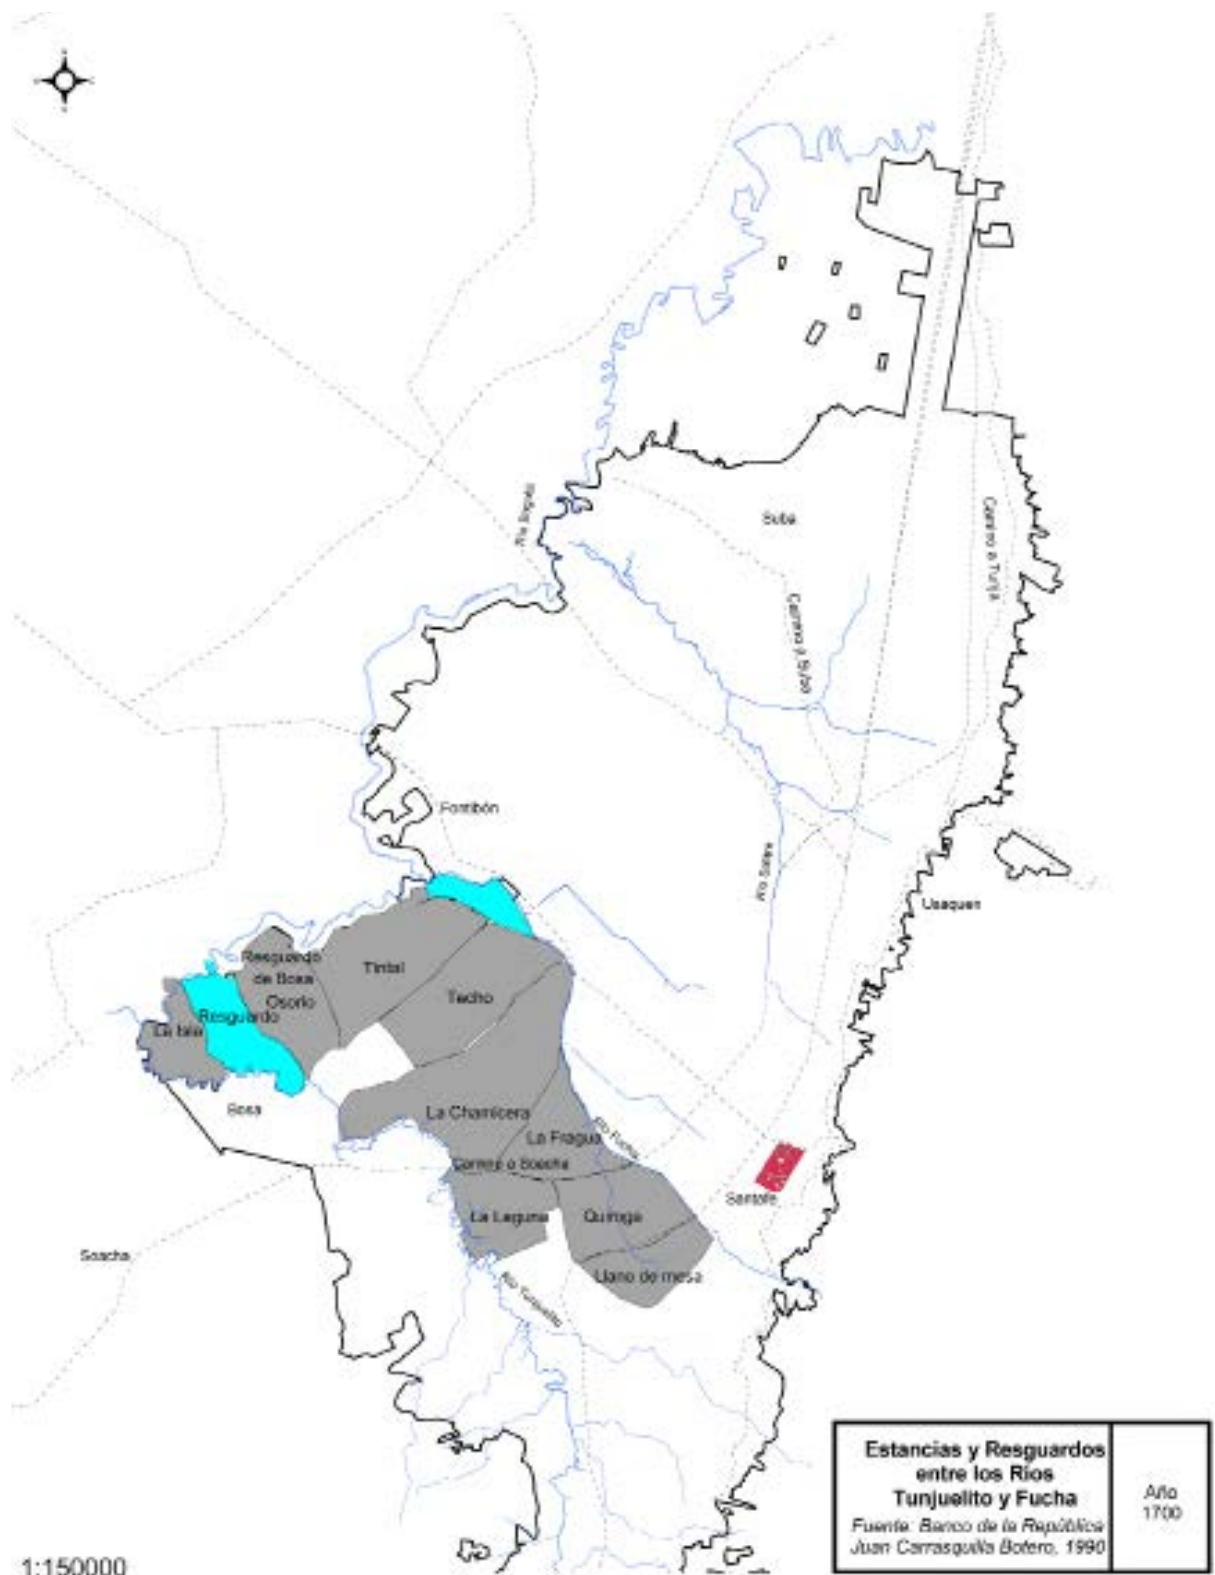 Río Bogotá
Suba
Camino a Tunja
Camino a Suba
Fontibón
Río Salitre
Usaquen
Resguardo
de Bosa
Osorio
Tintal
Techo
Resguardo
La Isla
Bosa
La Chamicera
La Fragua
Río Fucha
Camino a Soacha
Santafe
La Laguna
Quiroga
Soacha
Llano de mesa
Río Tunjuelito
Estancias y Resguardos
entre los Ríos
Tunjuelito y Fucha
Fuente: Banco de la República
Juan Carrasquilla Botero, 1990
Año
1700
1:150000